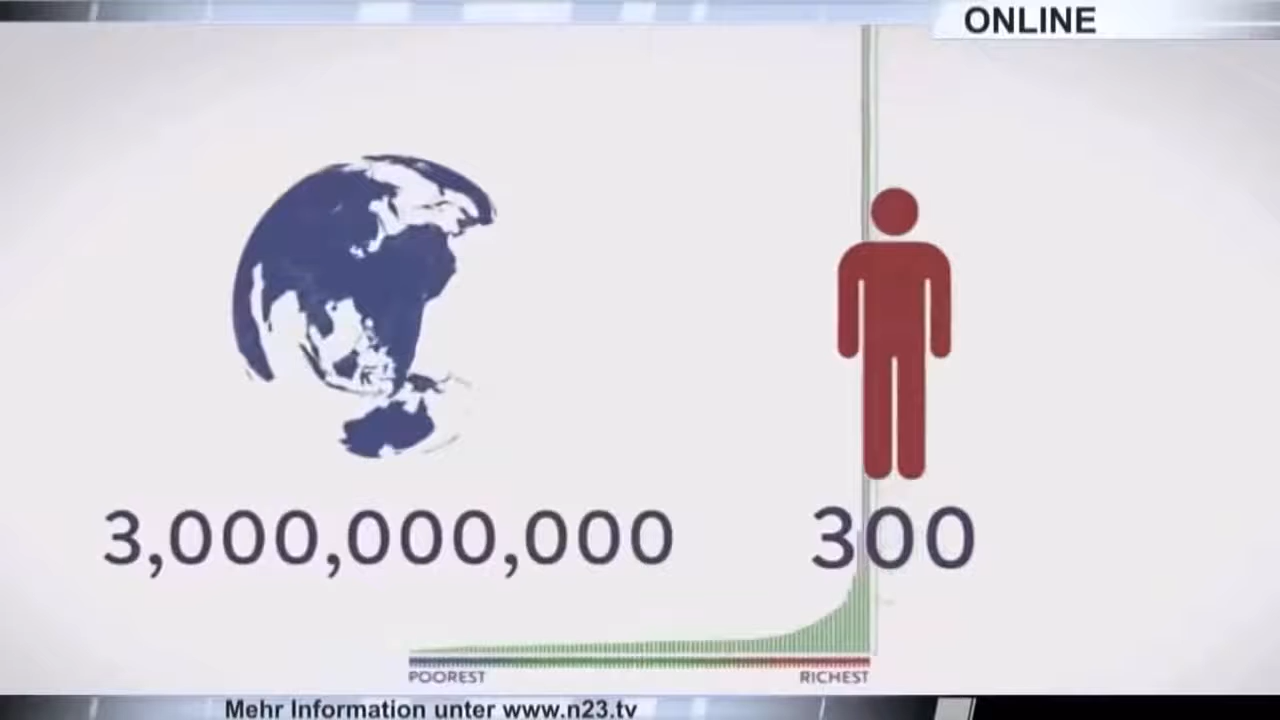 ONLINE
3,000,000,000
300
POOREST
RICHEST
Mehr Information unter www.n23.tv